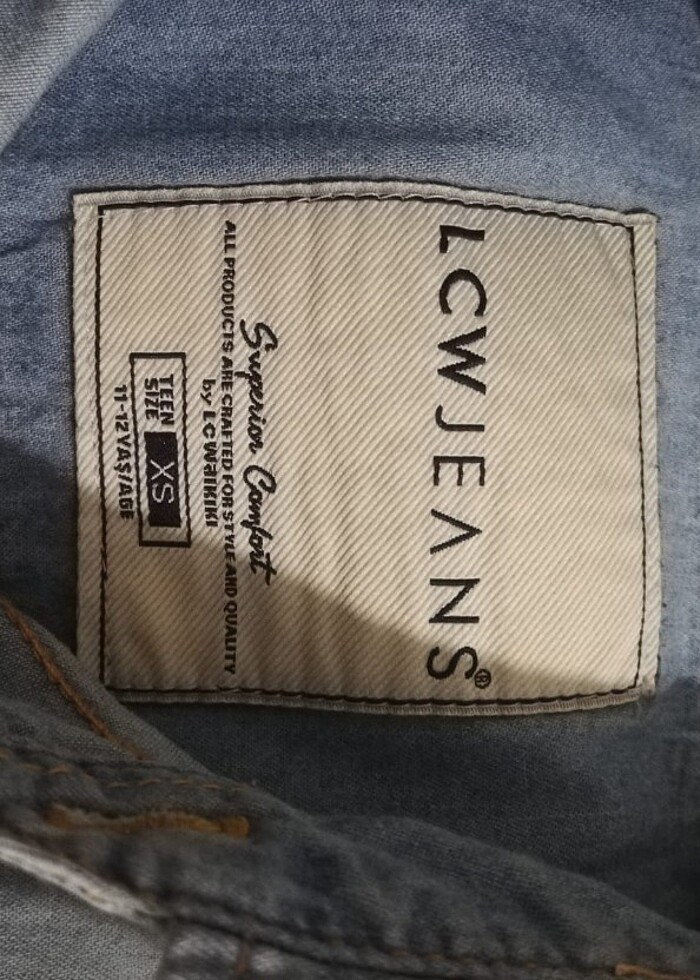 LCWJEANS®
Superior Comfort
ALL PRODUCTS ARE CRAFTED FOR STYLE AND QUALITY
by LC WAIKIKI
TEEN SIZE XS
11-12 YAŞ/AGE